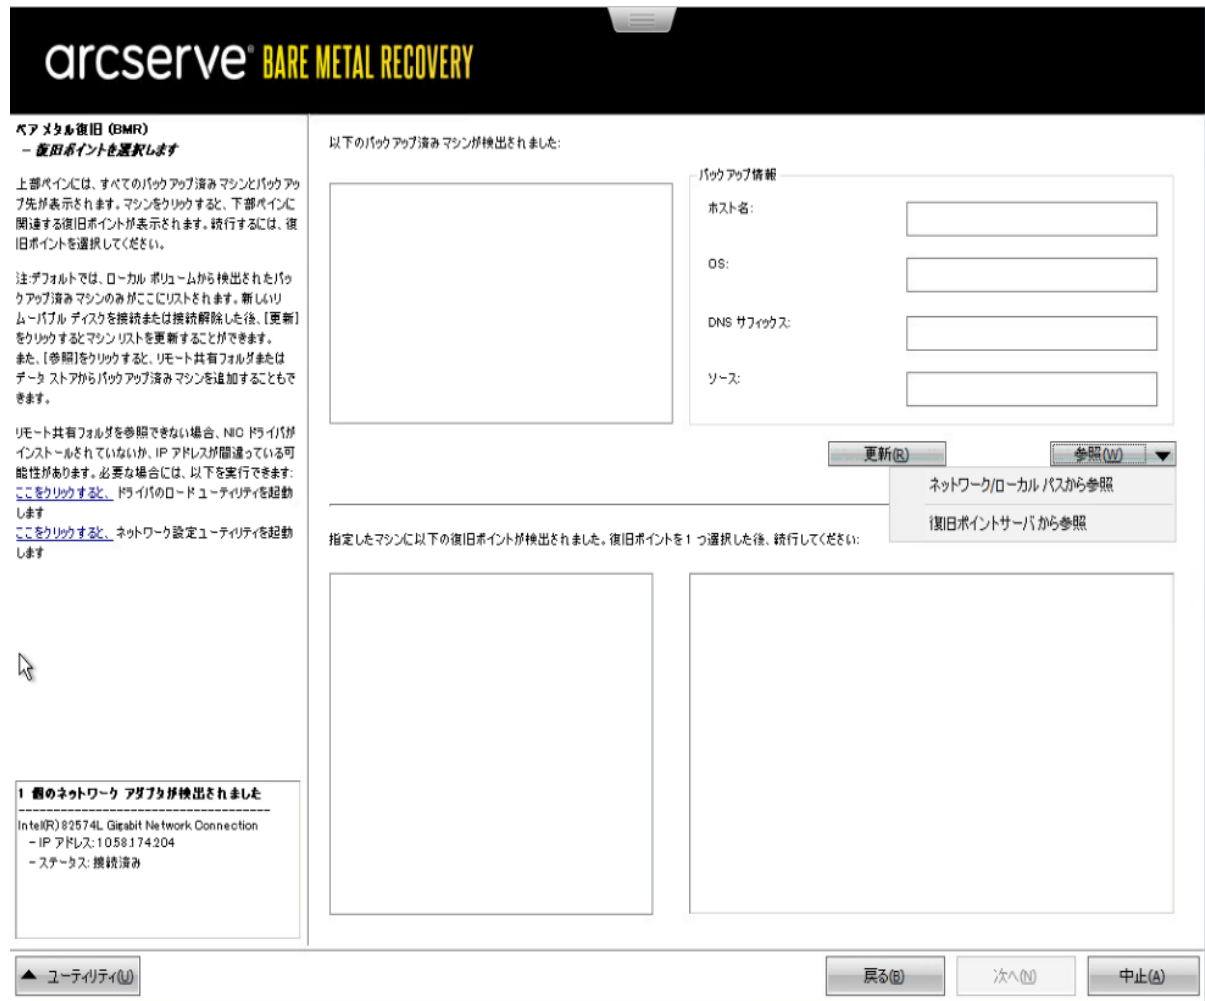 arcserve® BARE METAL RECOVERY
ベア メタル復旧 (BMR)
– 復旧ポイントを選択します
上部ペインには、すべてのバックアップ済みマシンとバックアッ
プ先が表示されます。マシンをクリックすると、下部ペインに
関連する復旧ポイントが表示されます。続行するには、復
旧ポイントを選択してください。
注:デフォルトでは、ローカル ボリュームから検出されたバッ
クアップ済みマシンのみがここにリストされます。新しいリ
ムーバブル ディスクを接続または接続解除した後、[更新]
をクリックするとマシン リストを更新することができます。
また、[参照]をクリックすると、リモート共有フォルダまたは
データ ストアからバックアップ済みマシンを追加することもで
きます。
リモート共有フォルダを参照できない場合、NIC ドライバが
インストールされていないか、IP アドレスが間違っている可
能性があります。必要な場合には、以下を実行できます:
ここをクリックすると、ドライバのロード ユーティリティを起動
します
ここをクリックすると、ネットワーク設定ユーティリティを起動
します
1 個のネットワーク アダプタが検出されました
------------------------------------
Intel(R) 82574L Gigabit Network Connection
– IP アドレス: 10.58.174.204
– ステータス: 接続済み
以下のバックアップ済みマシンが検出されました:
バックアップ情報
ホスト名:
OS:
DNS サフィックス:
ソース:
更新(R)
参照(W)
ネットワーク/ローカル パスから参照
復旧ポイントサーバから参照
指定したマシンに以下の復旧ポイントが検出されました。復旧ポイントを 1 つ選択した後、続行してください:
ユーティリティ(U)
戻る(B)
次へ(N)
中止(A)